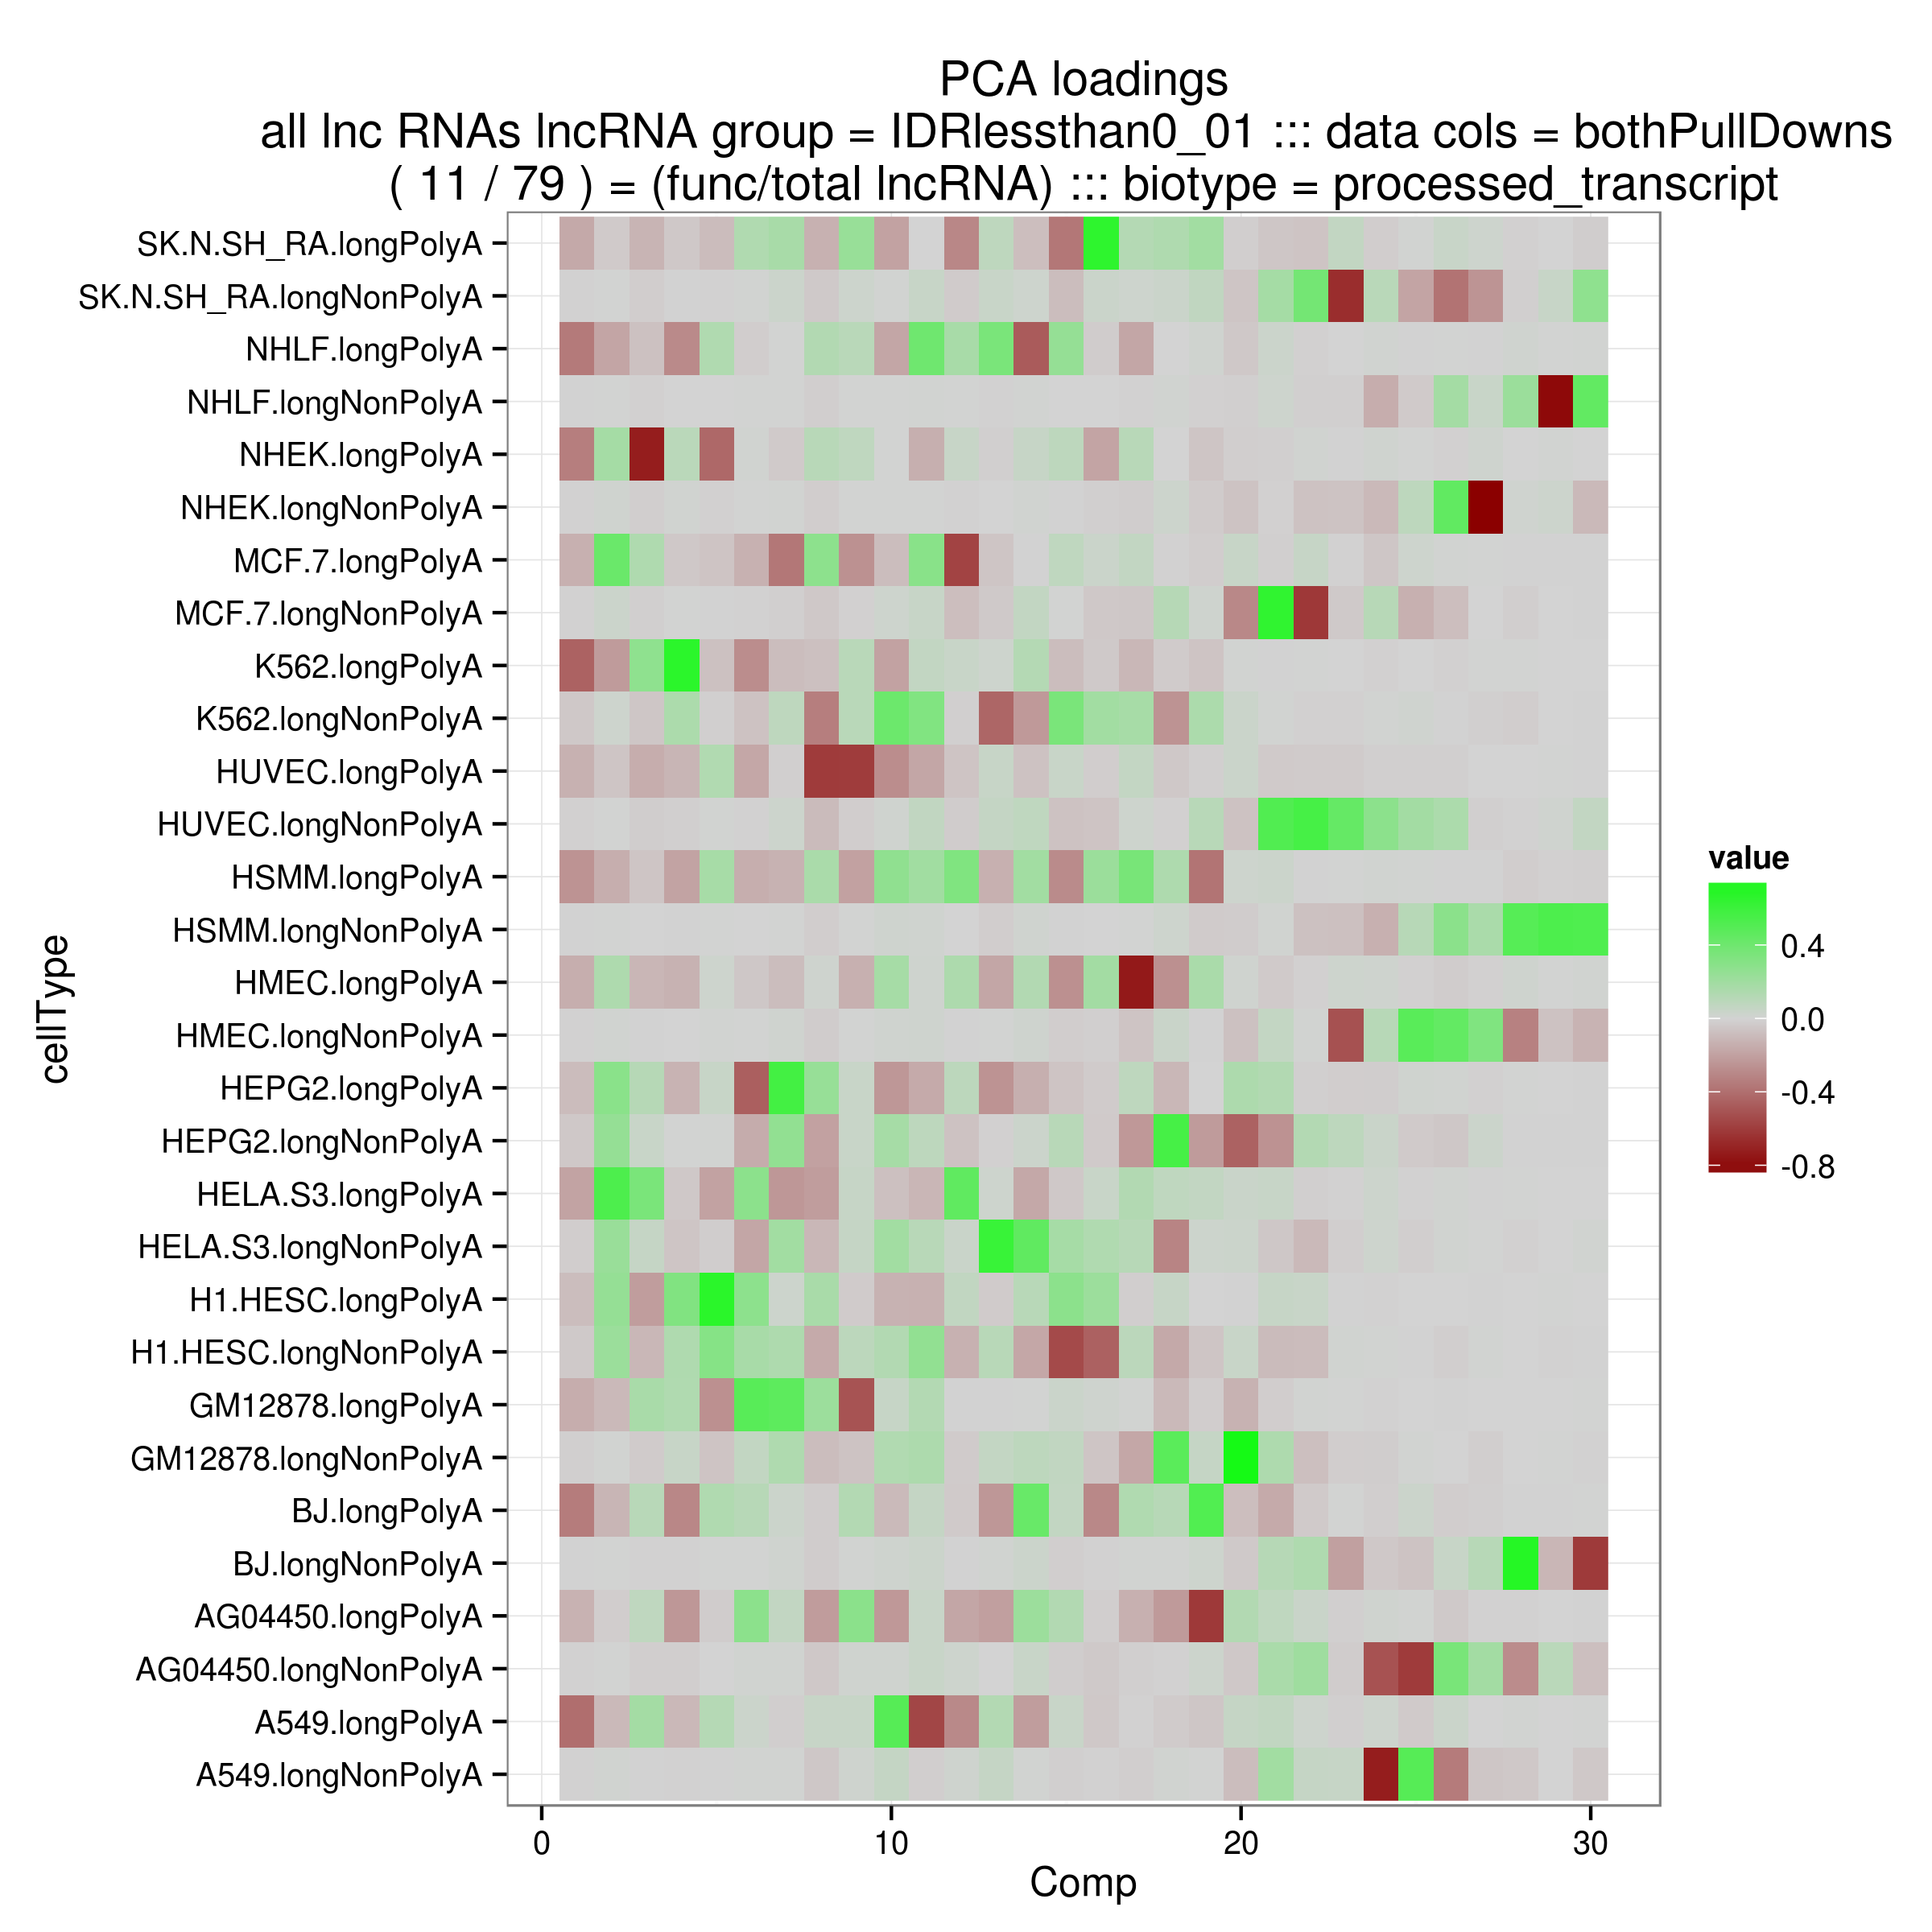 PCA loadings
all lnc RNAs lncRNA group = IDRlessthan0_01 ::: data cols = bothPullDowns
( 11 / 79 ) = (func/total lncRNA) ::: biotype = processed_transcript
SK.N.SH_RA.longPolyA
SK.N.SH_RA.longNonPolyA
NHLF.longPolyA
NHLF.longNonPolyA
NHEK.longPolyA
NHEK.longNonPolyA
MCF.7.longPolyA
MCF.7.longNonPolyA
K562.longPolyA
K562.longNonPolyA
HUVEC.longPolyA
HUVEC.longNonPolyA
HSMM.longPolyA
HSMM.longNonPolyA
HMEC.longPolyA
HMEC.longNonPolyA
HEPG2.longPolyA
HEPG2.longNonPolyA
HELA.S3.longPolyA
HELA.S3.longNonPolyA
H1.HESC.longPolyA
H1.HESC.longNonPolyA
GM12878.longPolyA
GM12878.longNonPolyA
BJ.longPolyA
BJ.longNonPolyA
AG04450.longPolyA
AG04450.longNonPolyA
A549.longPolyA
A549.longNonPolyA
cellType
0 10 20 30
Comp
value
0.4
0.0
-0.4
-0.8